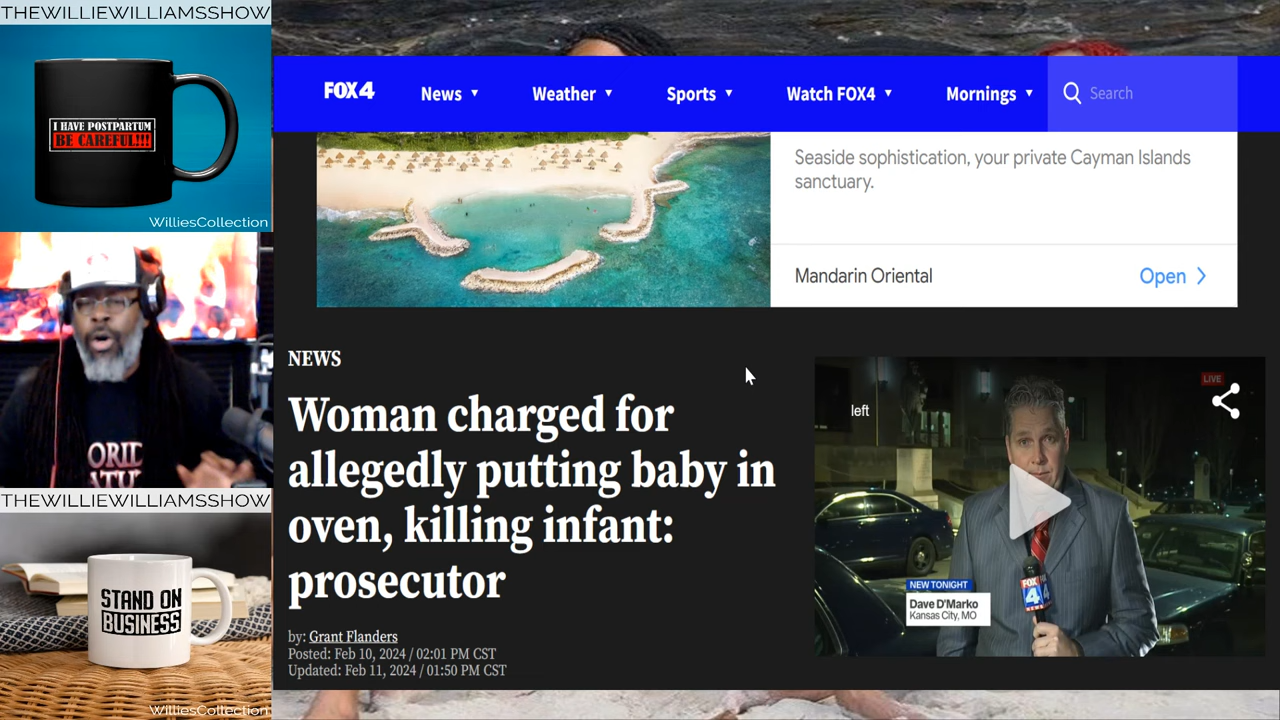 THEWILLIEWILLIAMSSHOW
I HAVE POSTPARTUM
BE CAREFUL!!!
WilliesCollection
THEWILLIEWILLIAMSSHOW
STAND ON
BUSINESS
WilliesCollection
FOX4
News
Weather
Sports
Watch FOX4
Mornings
Search
Seaside sophistication, your private Cayman Islands
sanctuary.
Mandarin Oriental
Open
NEWS
Woman charged for
allegedly putting baby in
oven, killing infant:
prosecutor
by: Grant Flanders
Posted: Feb 10, 2024 / 02:01 PM CST
Updated: Feb 11, 2024 / 01:50 PM CST
left
LIVE
NEW TONIGHT
Dave D'Marko
Kansas City, MO
FOX
4
NEWS